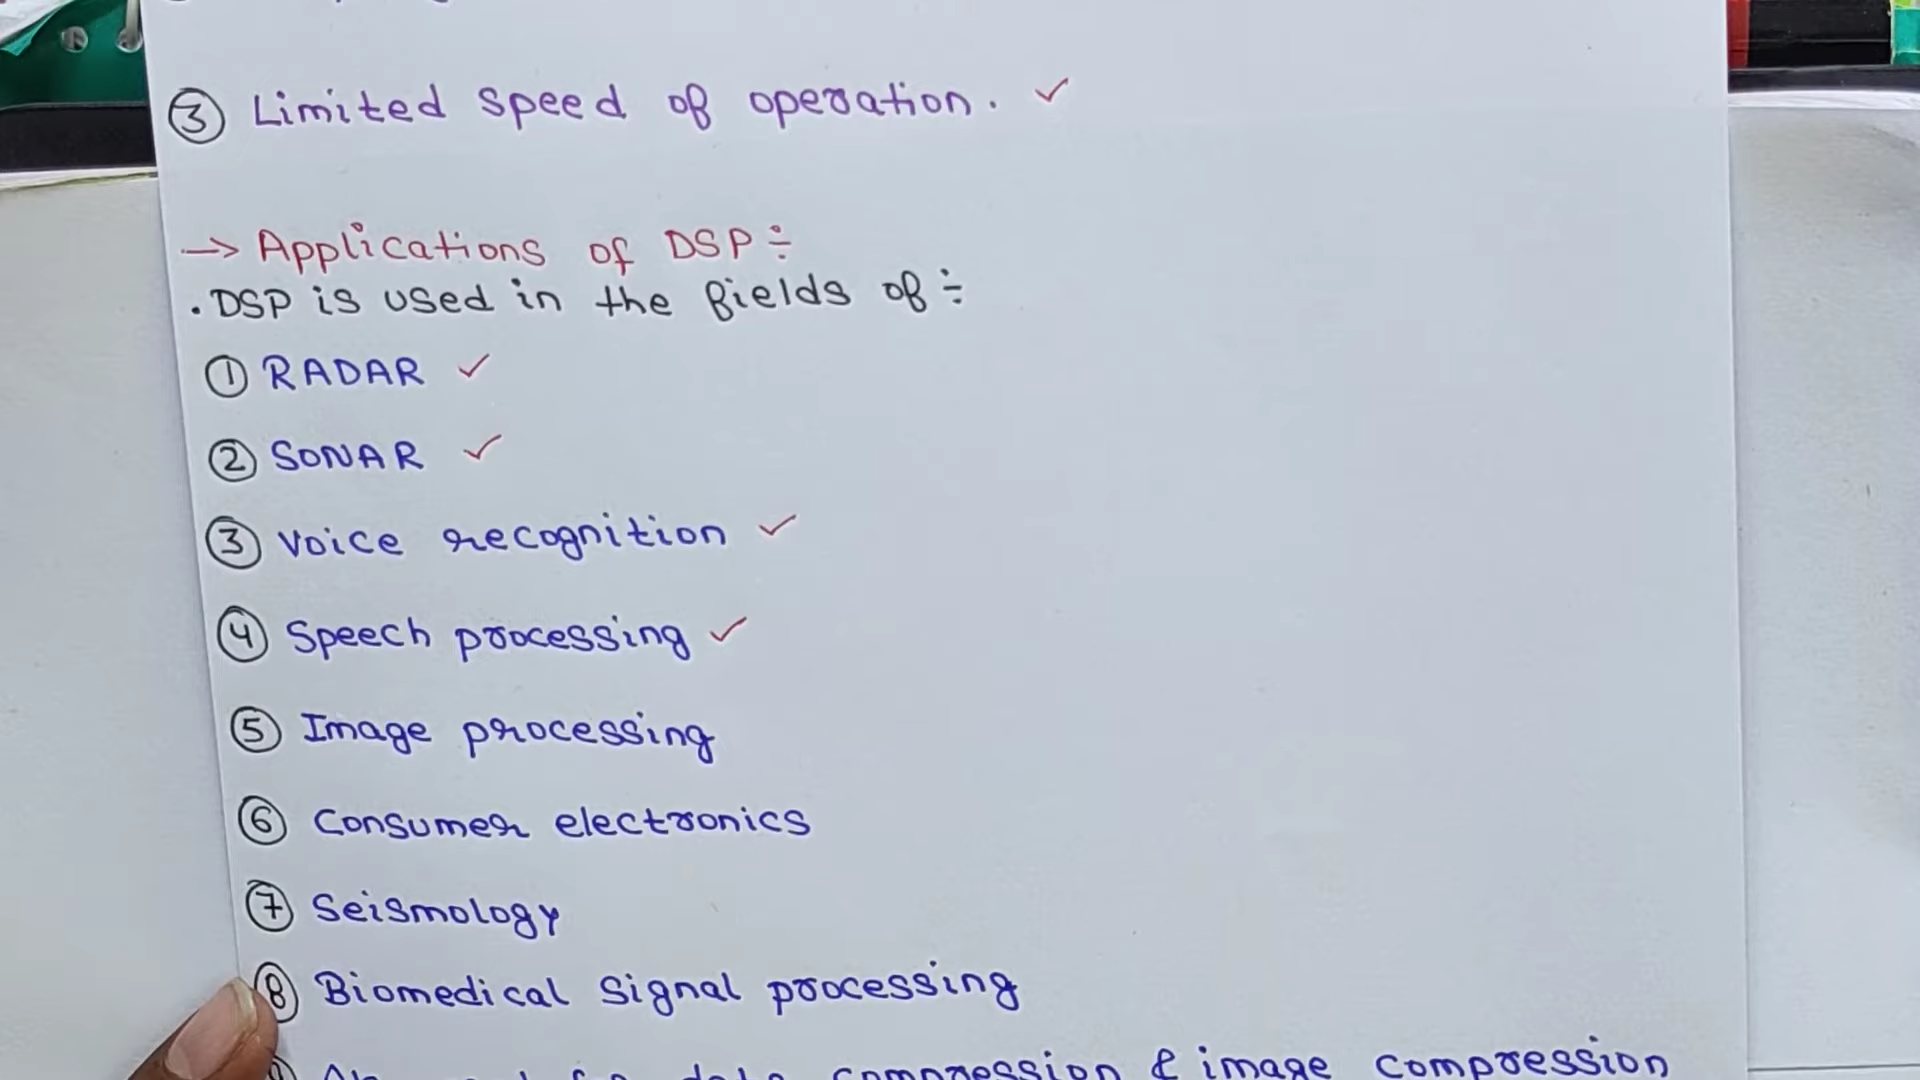 ③ Limited speed of operation. ✓
→ Applications of DSP÷
. DSP is used in the fields of ÷
① RADAR ✓
② SONAR ✓
③ Voice recognition ✓
④ Speech processing ✓
⑤ Image processing
⑥ Consumer electronics
⑦ Seismology
⑧ Biomedical Signal processing
data compression & image compression